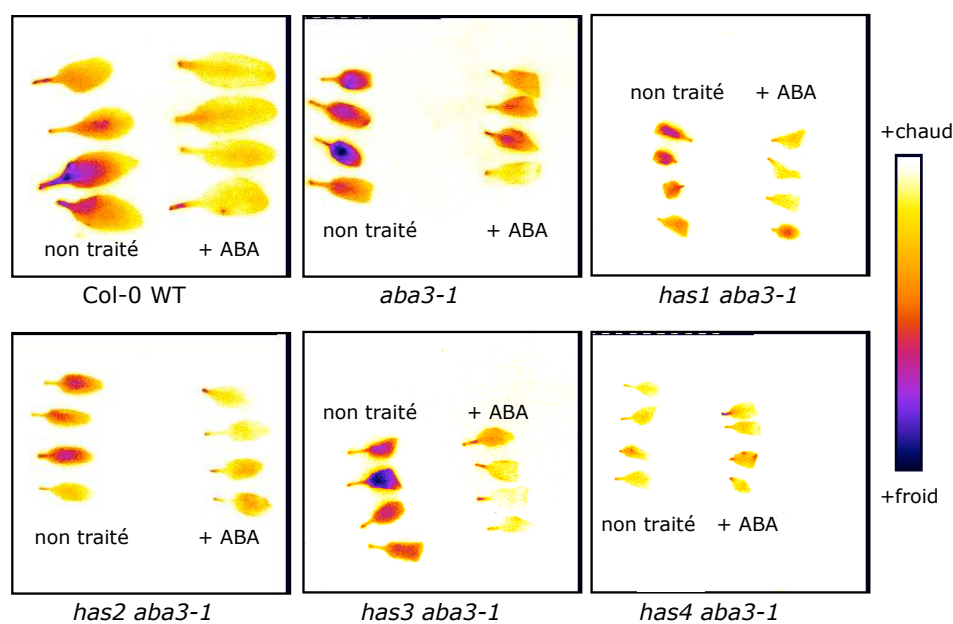 non traité
+ ABA
Col-0 WT
non traité
+ ABA
aba3-1
non traité
+ ABA
has1 aba3-1
+chaud
+froid
non traité
+ ABA
has2 aba3-1
non traité
+ ABA
has3 aba3-1
non traité
+ ABA
has4 aba3-1